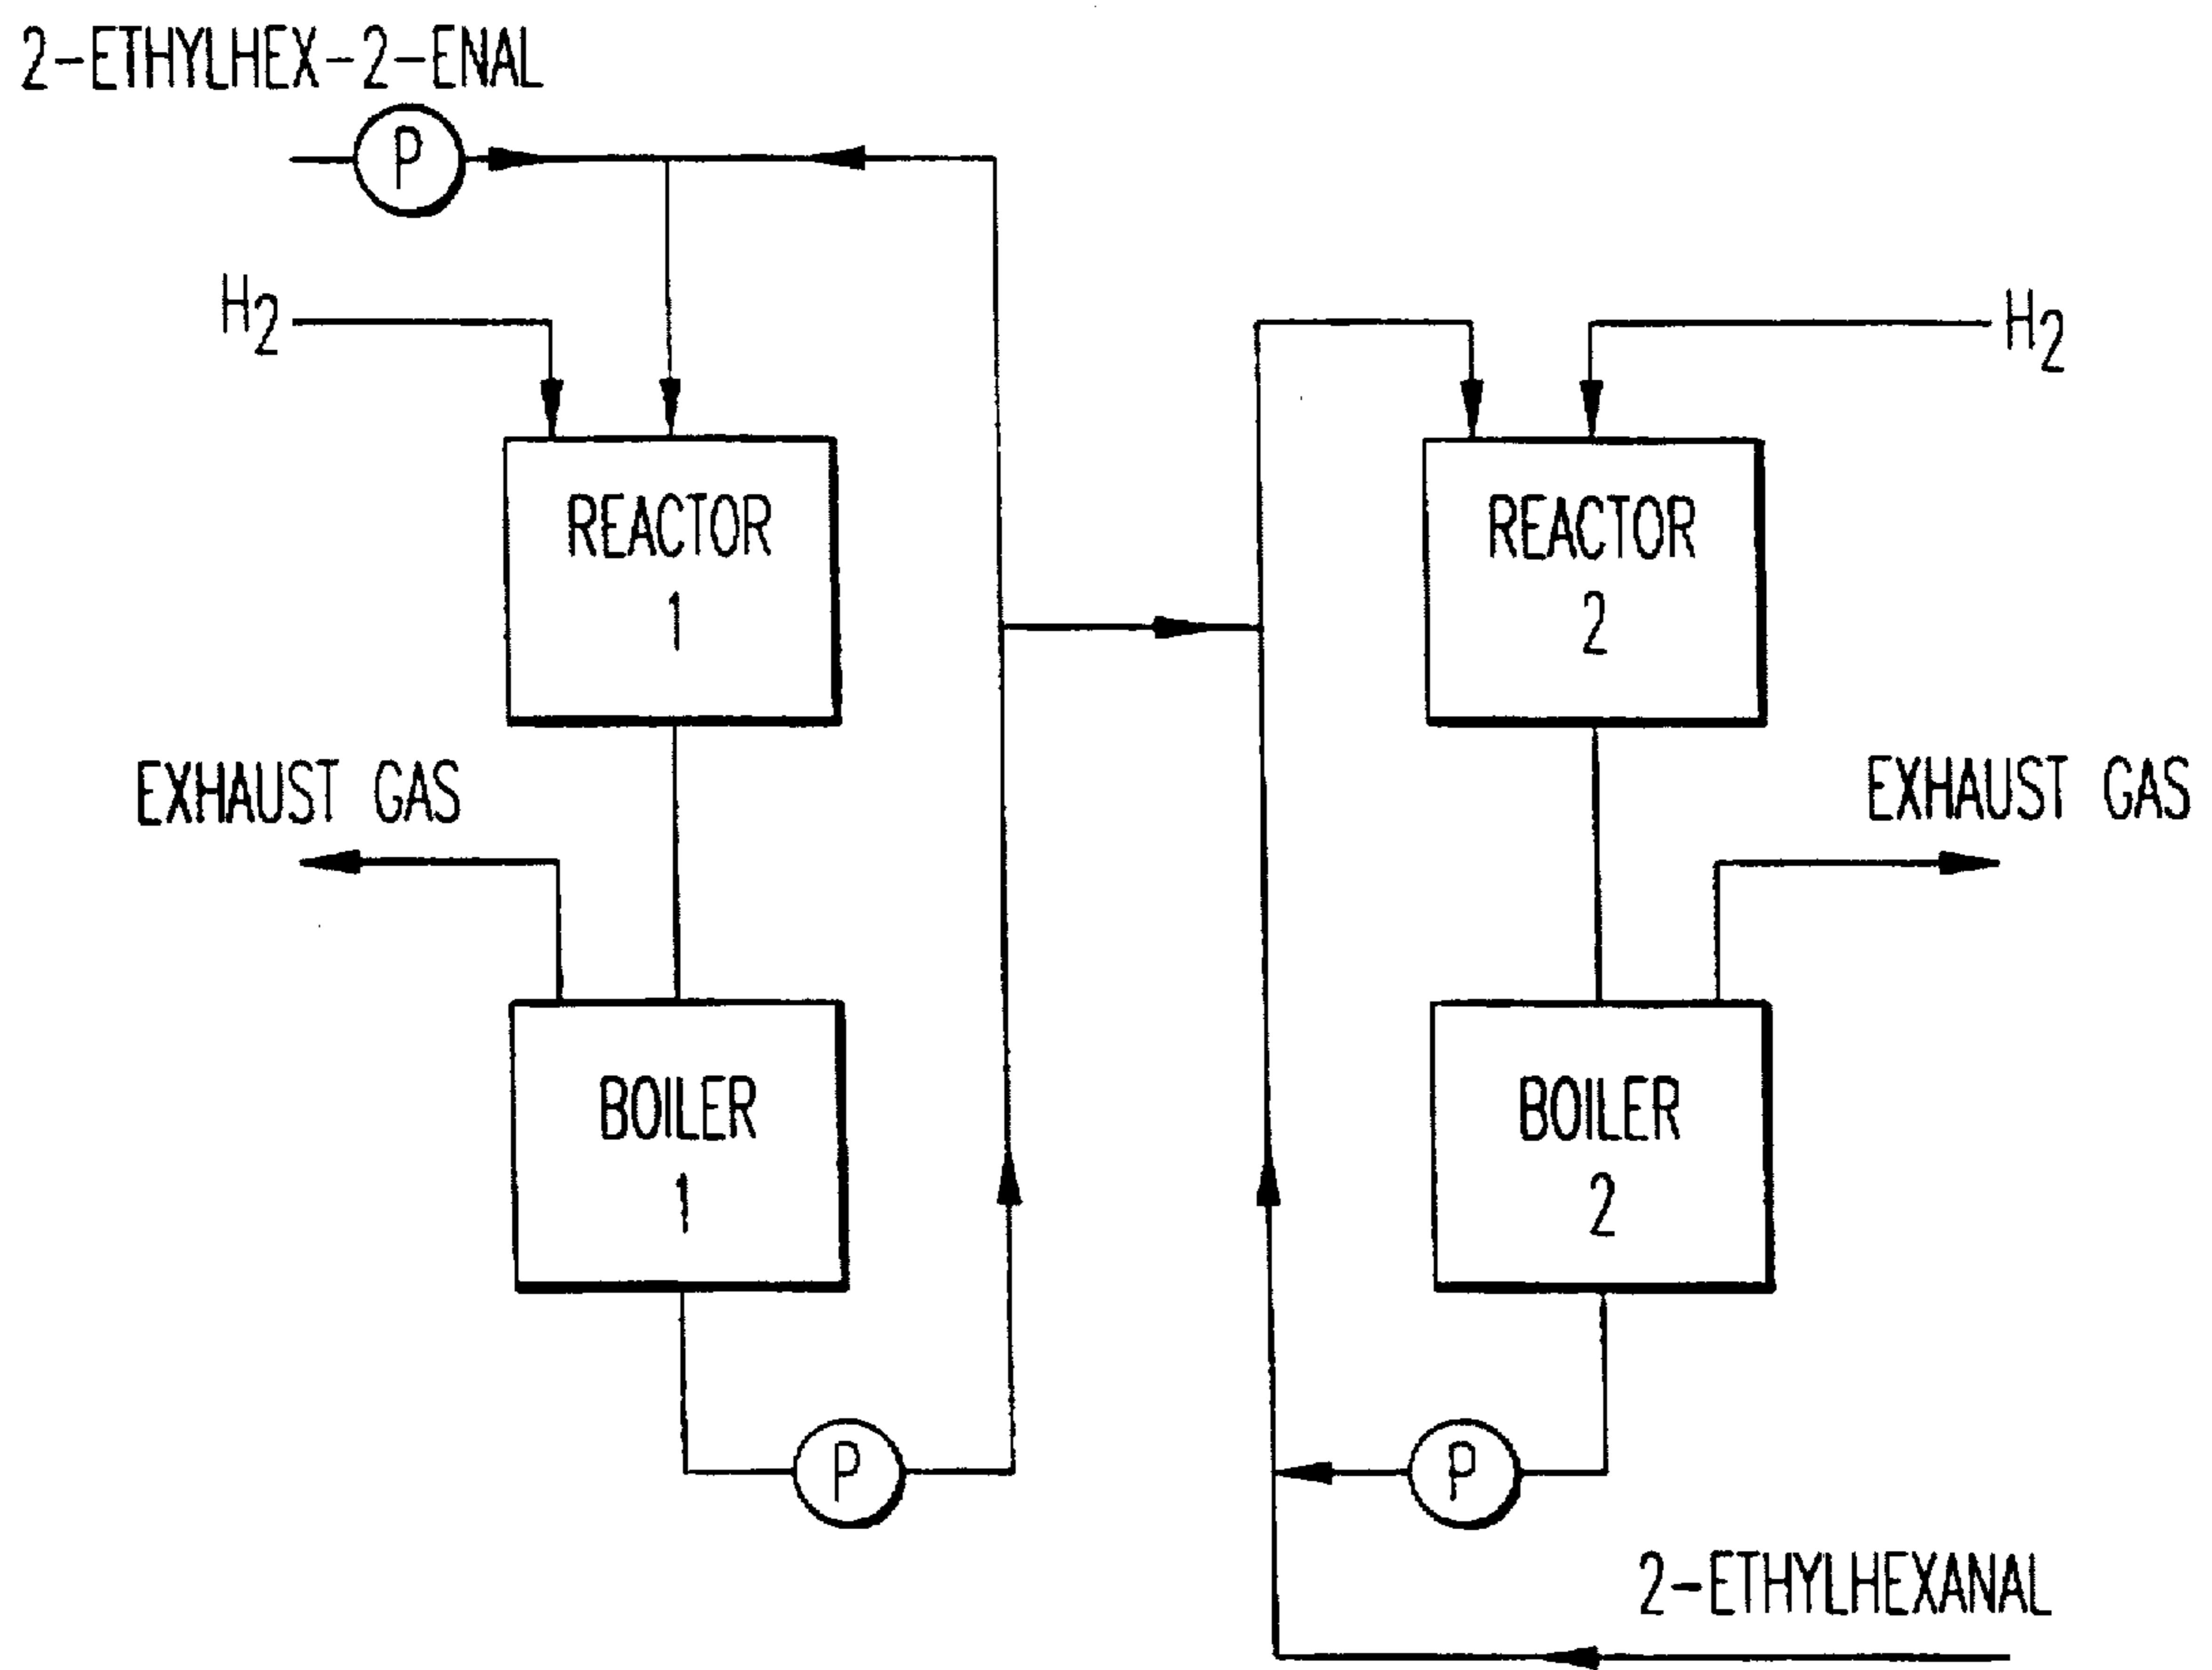 2-ETHYLHEX-2-ENAL
P
H2
H2
REACTOR
1
REACTOR
2
EXHAUST GAS
EXHAUST GAS
BOILER
1
BOILER
2
P
P
2-ETHYLHEXANAL